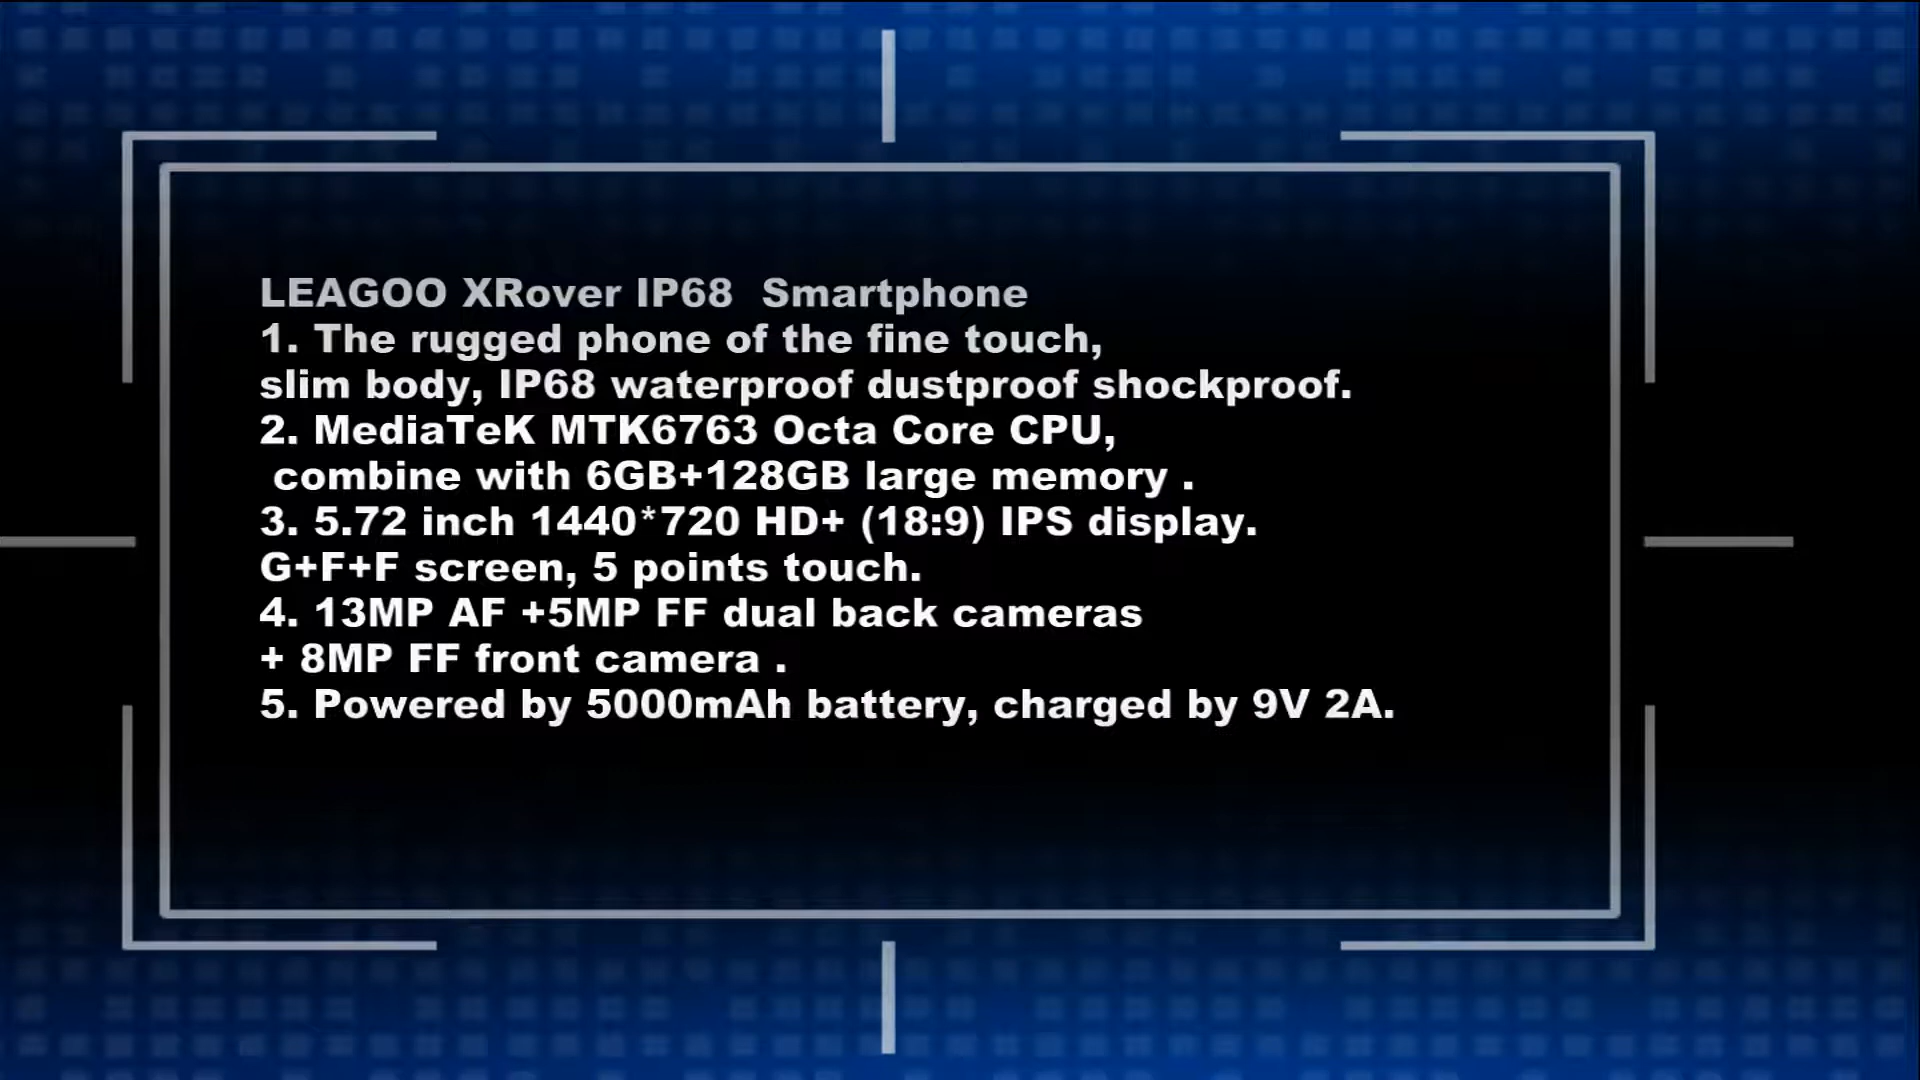 LEAGOO XRover IP68  Smartphone
1. The rugged phone of the fine touch,
slim body, IP68 waterproof dustproof shockproof.
2. MediaTeK MTK6763 Octa Core CPU,
combine with 6GB+128GB large memory .
3. 5.72 inch 1440*720 HD+ (18:9) IPS display.
G+F+F screen, 5 points touch.
4. 13MP AF +5MP FF dual back cameras
+ 8MP FF front camera .
5. Powered by 5000mAh battery, charged by 9V 2A.